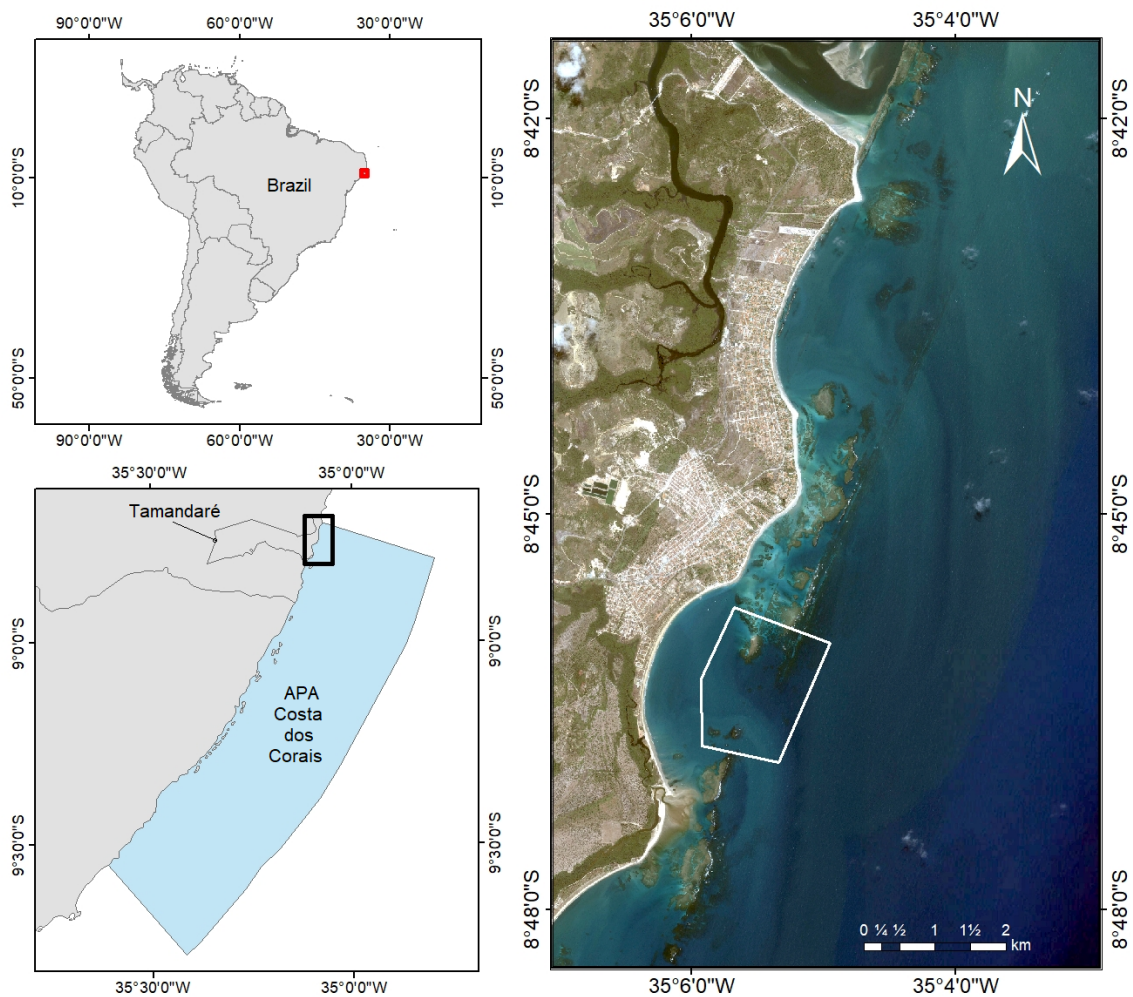 90°0'0"W 60°0'0"W 30°0'0"W
10°0'0"S
50°0'0"S
Brazil
10°0'0"S
50°0'0"S
90°0'0"W 60°0'0"W 30°0'0"W
35°30'0"W 35°0'0"W
Tamandaré
9°0'0"S
9°30'0"S
APA
Costa
dos
Corais
9°0'0"S
9°30'0"S
35°30'0"W 35°0'0"W
35°6'0"W 35°4'0"W
8°42'0"S
8°45'0"S
8°48'0"S
N
8°42'0"S
8°45'0"S
8°48'0"S
0 ¼ ½ 1 1½ 2
km
35°6'0"W 35°4'0"W